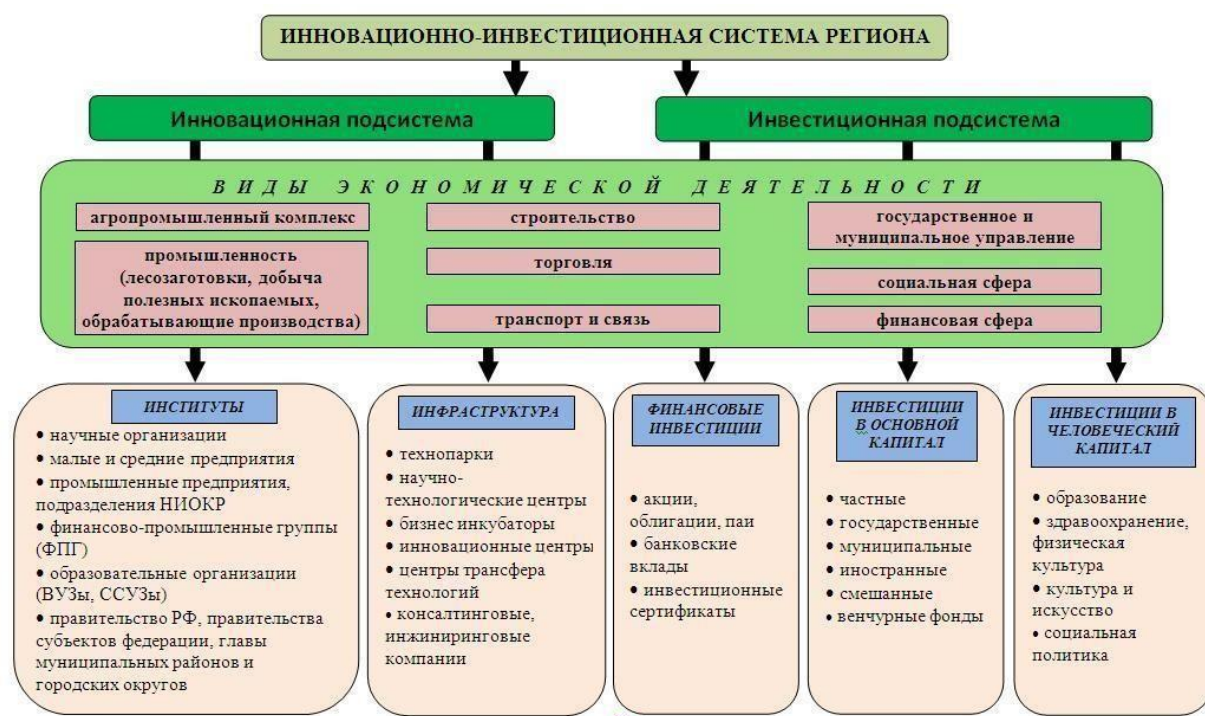 ИННОВАЦИОННО-ИНВЕСТИЦИОННАЯ СИСТЕМА РЕГИОНА
Инновационная подсистема
Инвестиционная подсистема
ВИДЫ ЭКОНОМИЧЕСКОЙ ДЕЯТЕЛЬНОСТИ
агропромышленный комплекс
промышленность
(лесозаготовки, добыча
полезных ископаемых,
обрабатывающие производства)
строительство
торговля
транспорт и связь
государственное и
муниципальное управление
социальная сфера
финансовая сфера
ИНСТИТУТЫ
• научные организации
• малые и средние предприятия
• промышленные предприятия,
подразделения НИОКР
• финансово-промышленные группы
(ФПГ)
• образовательные организации
(ВУЗы, ССУЗы)
• правительство РФ, правительства
субъектов федерации, главы
муниципальных районов и
городских округов
ИНФРАСТРУКТУРА
• технопарки
• научно-
технологические центры
• бизнес инкубаторы
• инновационные центры
• центры трансфера
технологий
• консалтинговые,
инжиниринговые
компании
ФИНАНСОВЫЕ
ИНВЕСТИЦИИ
• акции,
облигации, паи
• банковские
вклады
• инвестиционные
сертификаты
ИНВЕСТИЦИИ
В ОСНОВНОЙ
КАПИТАЛ
• частные
• государственные
• муниципальные
• иностранные
• смешанные
• венчурные фонды
ИНВЕСТИЦИИ В
ЧЕЛОВЕЧЕСКИЙ
КАПИТАЛ
• образование
• здравоохранение,
физическая
культура
• культура и
искусство
• социальная
политика